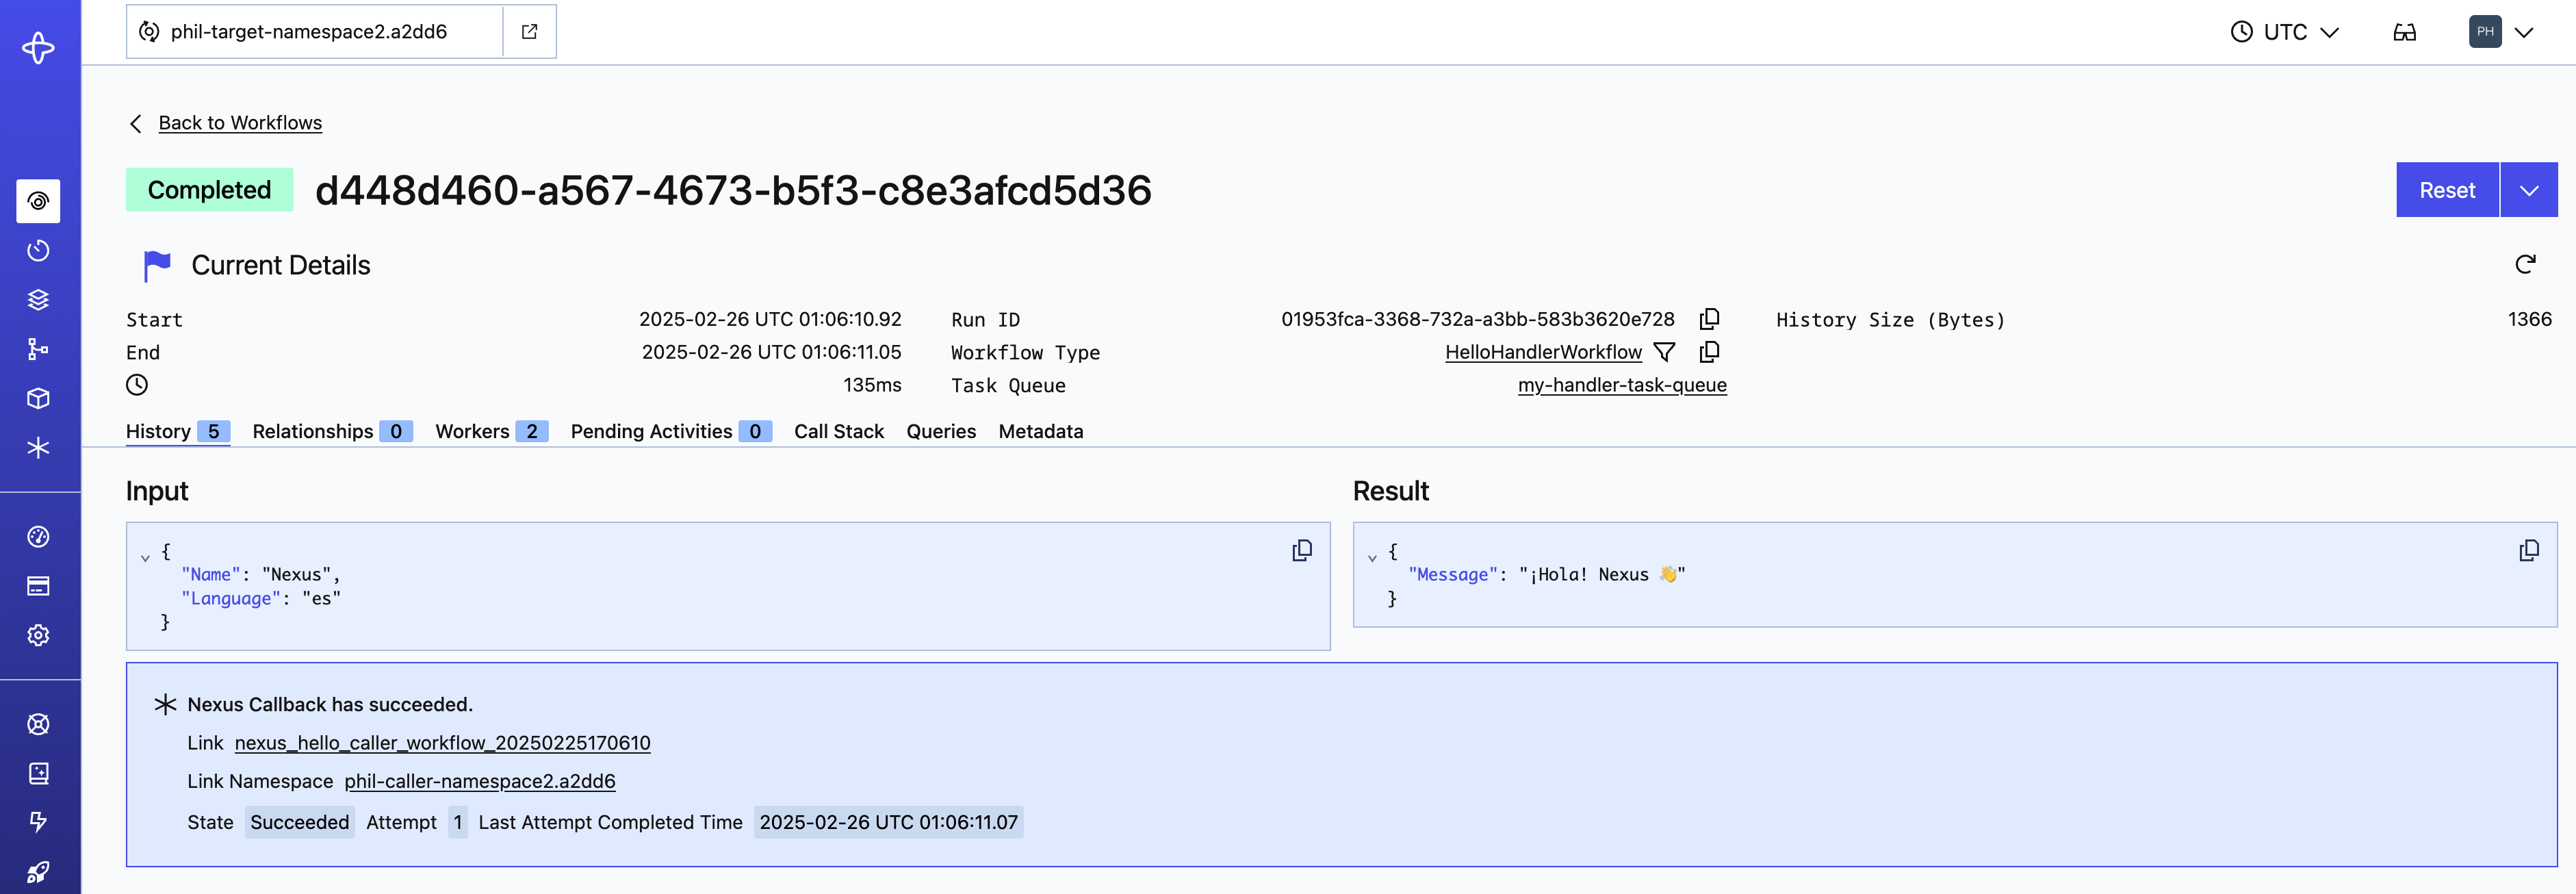 phil-target-namespace2.a2dd6
UTC
PH
Back to Workflows
Completed d448d460-a567-4673-b5f3-c8e3afcd5d36
Reset
Current Details
Start 2025-02-26 UTC 01:06:10.92
End 2025-02-26 UTC 01:06:11.05
135ms
Run ID 01953fca-3368-732a-a3bb-583b3620e728
Workflow Type HelloHandlerWorkflow
Task Queue my-handler-task-queue
History Size (Bytes) 1366
History 5 Relationships 0 Workers 2 Pending Activities 0 Call Stack Queries Metadata
Input
{
"Name": "Nexus",
"Language": "es"
}
Result
{
"Message": "¡Hola! Nexus 👋"
}
Nexus Callback has succeeded.
Link nexus_hello_caller_workflow_20250225170610
Link Namespace phil-caller-namespace2.a2dd6
State Succeeded Attempt 1 Last Attempt Completed Time 2025-02-26 UTC 01:06:11.07